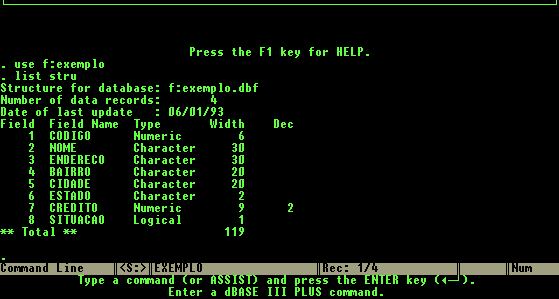 Press the F1 key for HELP.
. use f:exemplo
. list stru
Structure for database: f:exemplo.dbf
Number of data records:       4
Date of last update   : 06/01/93
Field  Field Name  Type       Width    Dec
    1  CODIGO      Numeric        6
    2  NOME        Character     30
    3  ENDERECO    Character     30
    4  BAIRRO      Character     20
    5  CIDADE      Character     20
    6  ESTADO      Character      2
    7  CREDITO     Numeric        9      2
    8  SITUACAO    Logical        1
** Total **                   119
.
Command Line    ||<S:>||EXEMPLO    ||Rec: 1/4    ||    ||Num
Type a command (or ASSIST) and press the ENTER key (◄─┘).
Enter a dBASE III PLUS command.